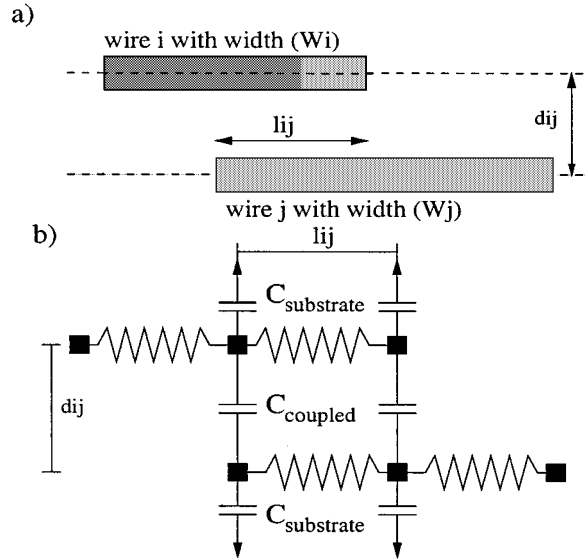 a)
wire i with width (Wi)
lij
dij
wire j with width (Wj)
b)
lij
Csubstrate
dij
Ccoupled
Csubstrate